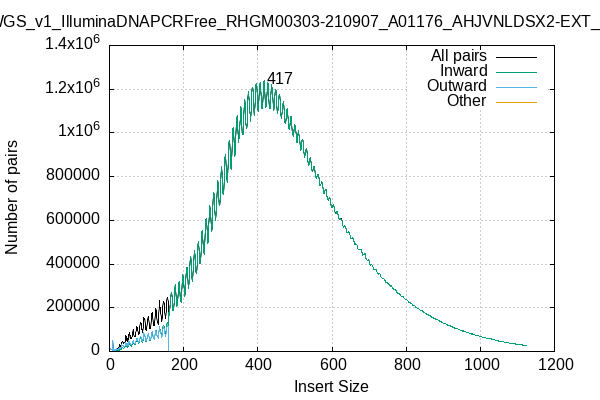 WGS_v1_IlluminaDNAPCRFree_RHGM00303-210907_A01176_AHJVNLDSX2-EXT_
All pairs
Inward
Outward
Other
417
1.4x10^6
1.2x10^6
1x10^6
800000
600000
400000
200000
0
Number of pairs
0 200 400 600 800 1000 1200
Insert Size